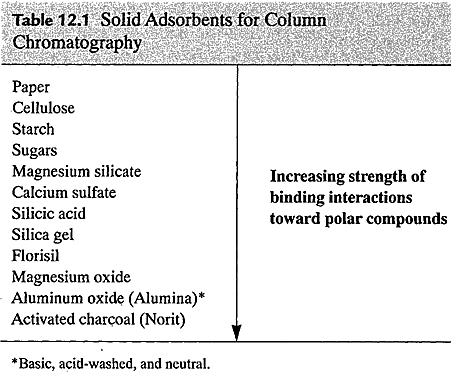 Table 12.1 Solid Adsorbents for Column
Chromatography
Paper
Cellulose
Starch
Sugars
Magnesium silicate
Calcium sulfate
Silicic acid
Silica gel
Florisil
Magnesium oxide
Aluminum oxide (Alumina)*
Activated charcoal (Norit)
Increasing strength of
binding interactions
toward polar compounds
*Basic, acid-washed, and neutral.